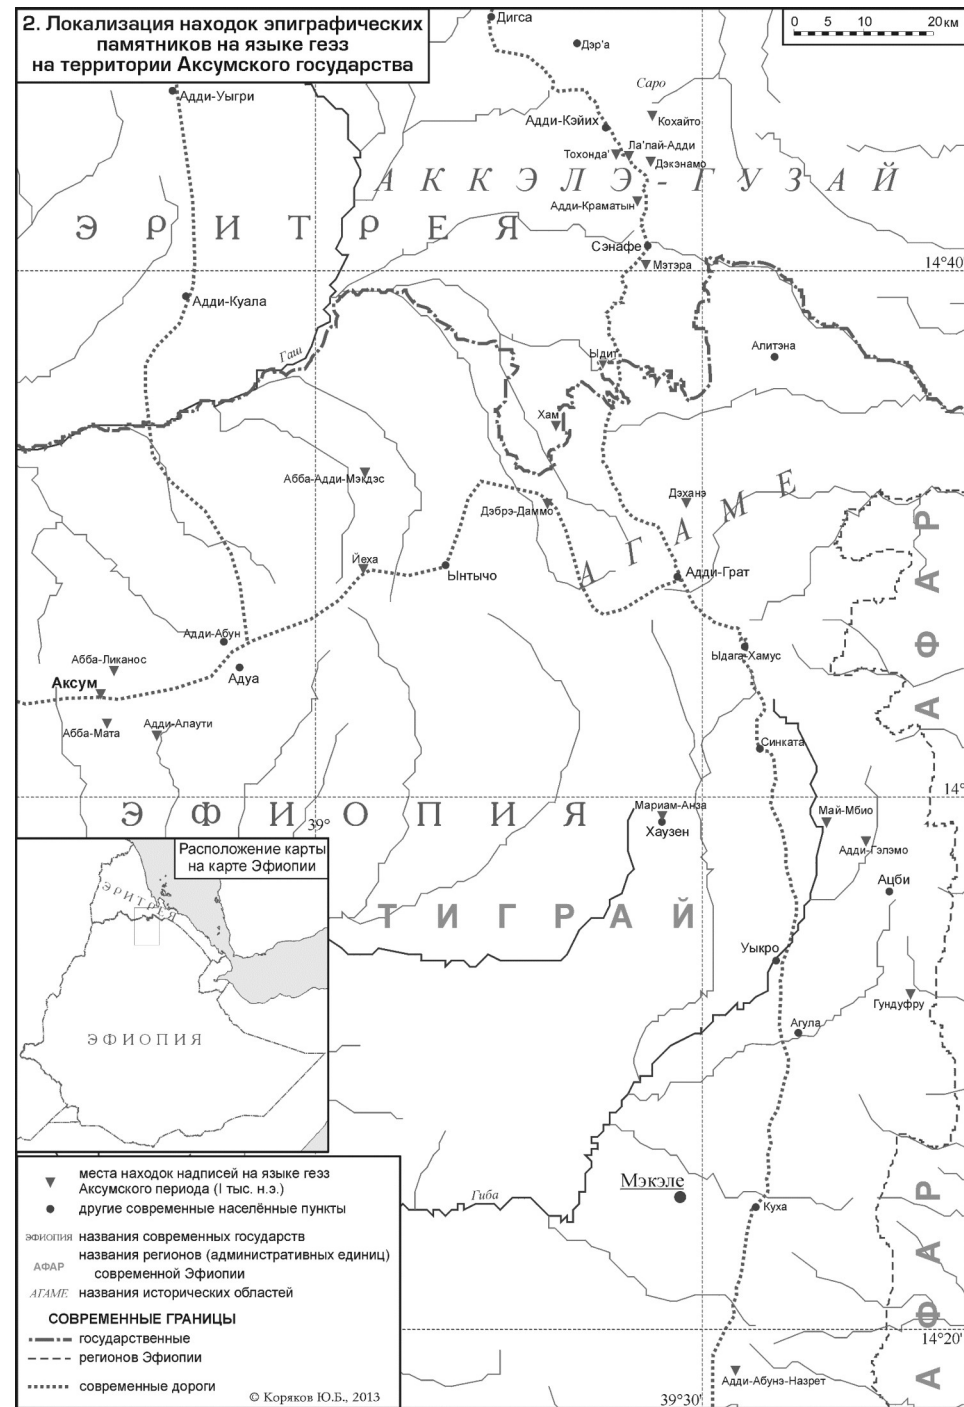 2. Локализация находок эпиграфических
памятников на языке геэз
на территории Аксумского государства
0 5 10 20 км
Дигса
Дэр'а
Саро
Адди-Уыгри
Кохайто
Адди-Кэйих
Ла'лай-Адди
Тохонда'
Дэкэнамо
АККЭЛЭ-ГУЗАЙ
Адди-Краматын
ЭРИТРЕЯ
Сэнафе
Мэтэра
14°40'
Адди-Куала
Гаш
Ыдит
Алитэна
Хам
Абба-Адди-Мэкдэс
Дэханэ
Дэбрэ-Даммо
АГАМЕ
АФАР
Йеха
Ынтычо
Адди-Грат
Адди-Абун
Ыдага-Хамус
Абба-Ликанос
Адуа
Аксум
Абба-Мата
Адди-Алаути
Синката
14°
ЭФИОПИЯ
39°
Мариам-Анза
Хаузен
Май-Мбио
Адди-Гэлэмо
Ацби
Расположение карты
на карте Эфиопии
ЭРИТРЕЯ
ЭФИОПИЯ
ТИГРАЙ
Уыкро
Гундуфру
Агула
Гиба
Мэкэле
Куха
АФАР
14°20'
Адди-Абунэ-Назрет
39°30'
места находок надписей на языке геэз
Аксумского периода (I тыс. н.э.)
другие современные населённые пункты
ЭФИОПИЯ названия современных государств
названия регионов (административных единиц)
АФАР современной Эфиопии
АГАМЕ названия исторических областей
СОВРЕМЕННЫЕ ГРАНИЦЫ
государственные
регионов Эфиопии
современные дороги
© Коряков Ю.Б., 2013